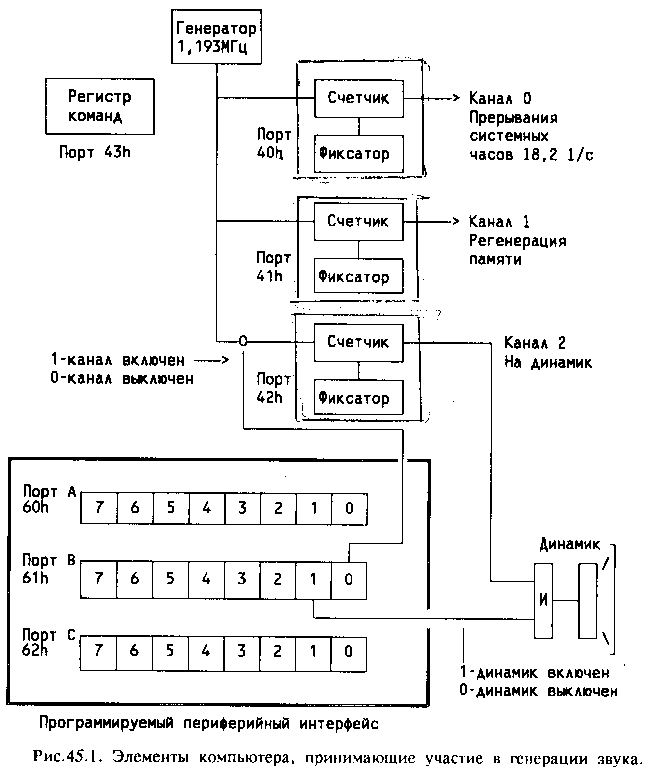 Генератор
1,193МГц
Регистр
команд
Порт 43h
Счетчик
Порт
40h
Фиксатор
Канал 0
Прерывания
системных
часов 18,2 1/с
Счетчик
Порт
41h
Фиксатор
Канал 1
Регенерация
памяти
1-канал включен
0-канал выключен
Счетчик
Порт
42h
Фиксатор
Канал 2
На динамик
Порт A
60h
7 6 5 4 3 2 1 0
Порт B
61h
7 6 5 4 3 2 1 0
Порт C
62h
7 6 5 4 3 2 1 0
Динамик
И
1-динамик включен
0-динамик выключен
Программируемый периферийный интерфейс
Рис.45.1. Элементы компьютера, принимающие участие в генерации звука.